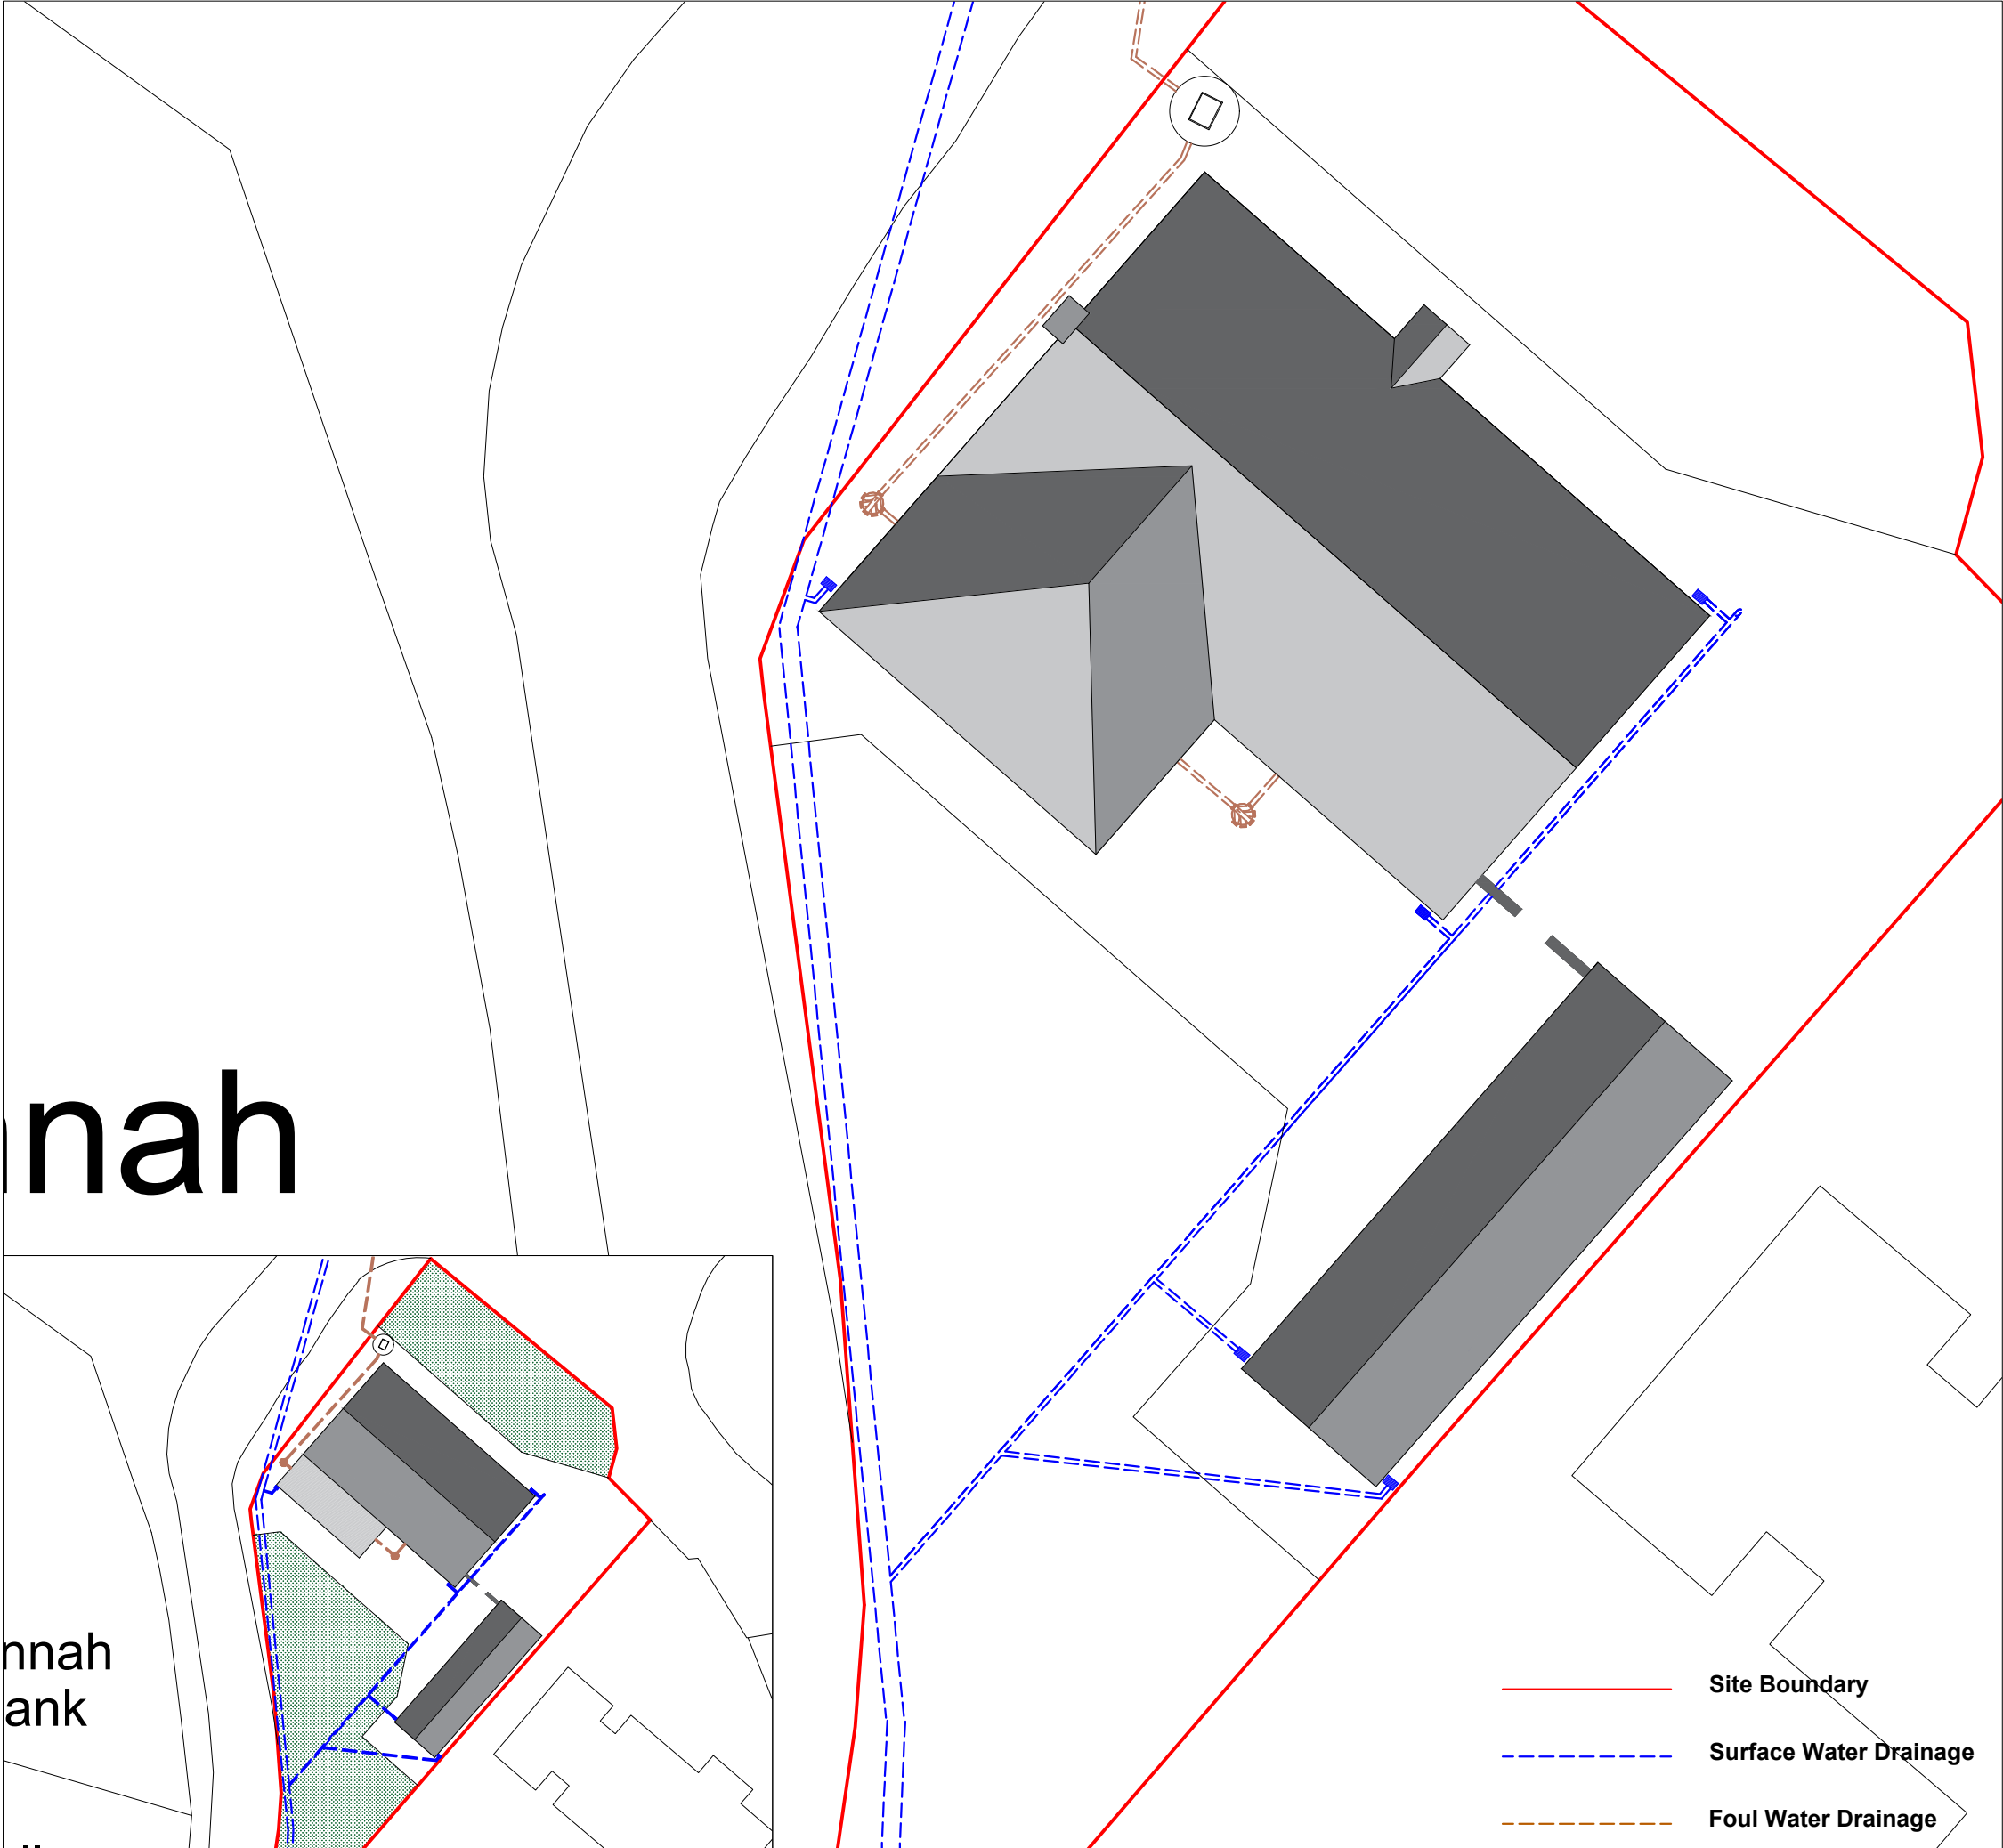 nnah
nnah
ank
Site Boundary
Surface Water Drainage
Foul Water Drainage